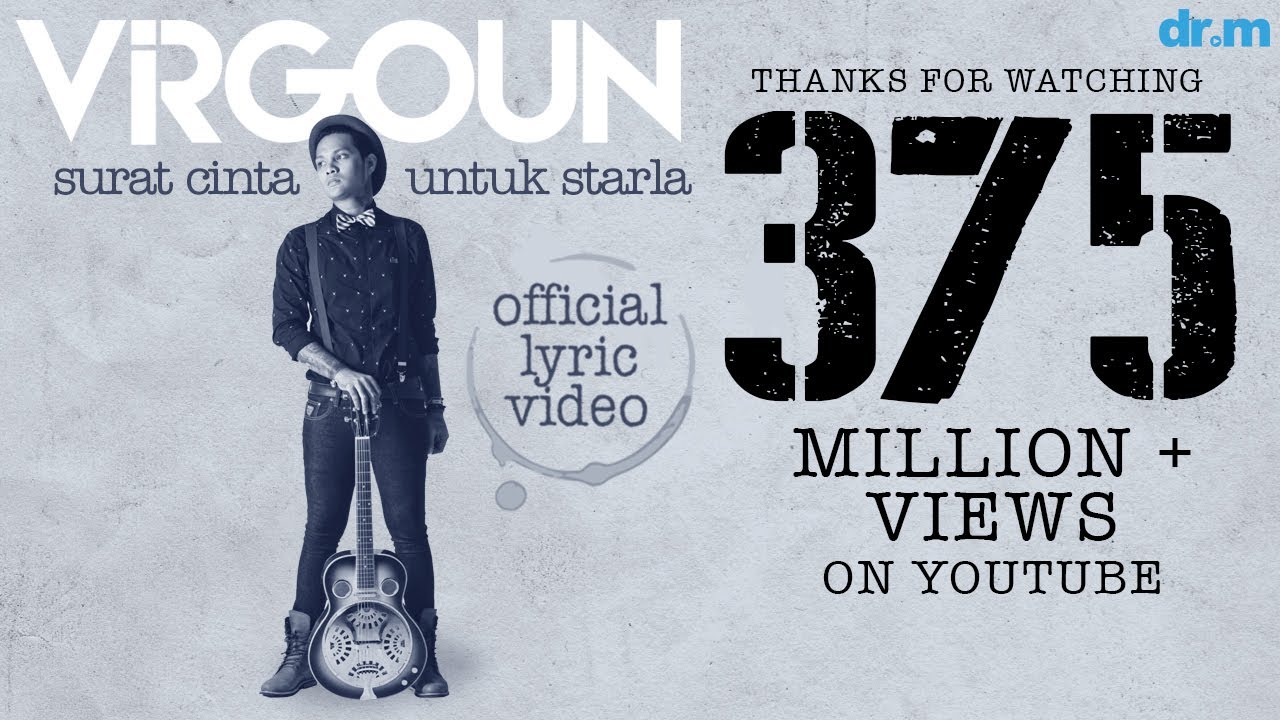 VIRGOUN
surat cinta untuk starla
official
lyric
video
dr.m
THANKS FOR WATCHING
375
MILLION +
VIEWS
ON YOUTUBE